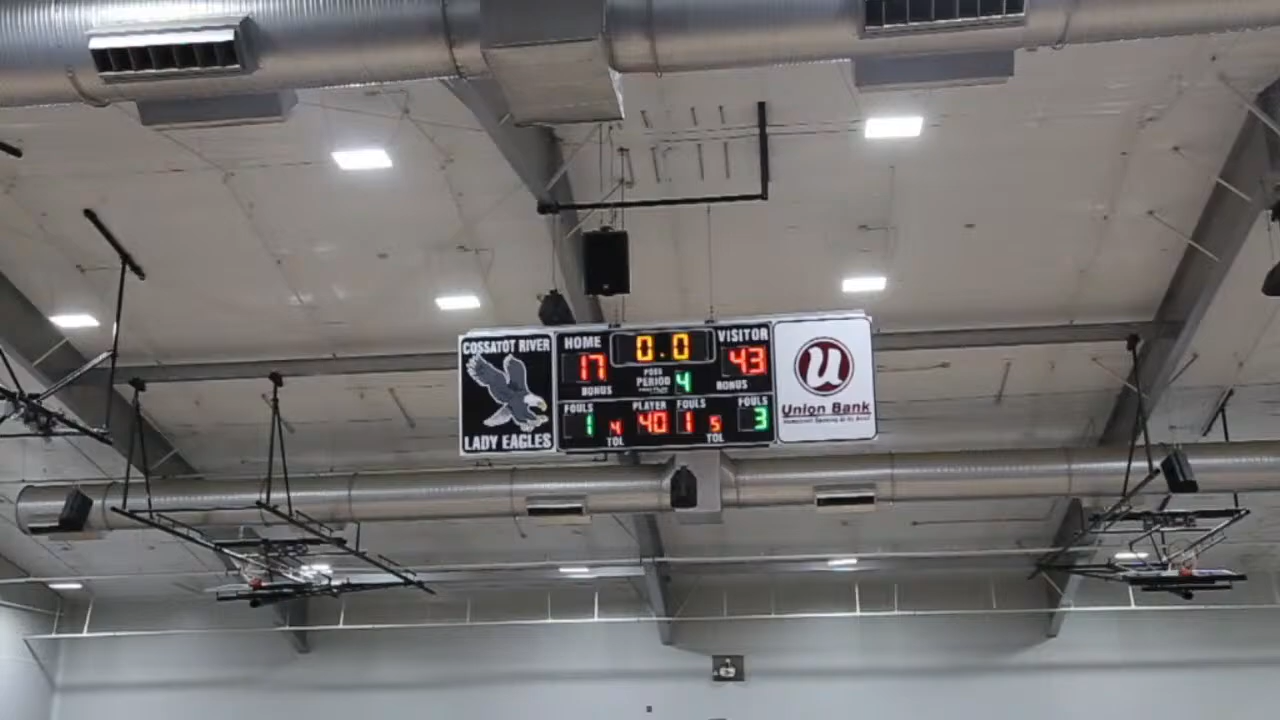 COSSATOT RIVER
LADY EAGLES
HOME 0.0 VISITOR
17 43
POSS
BONUS PERIOD 4 BONUS
FOULS PLAYER FOULS FOULS
1 4 40 1 5 3
TOL TOL
U
Union Bank